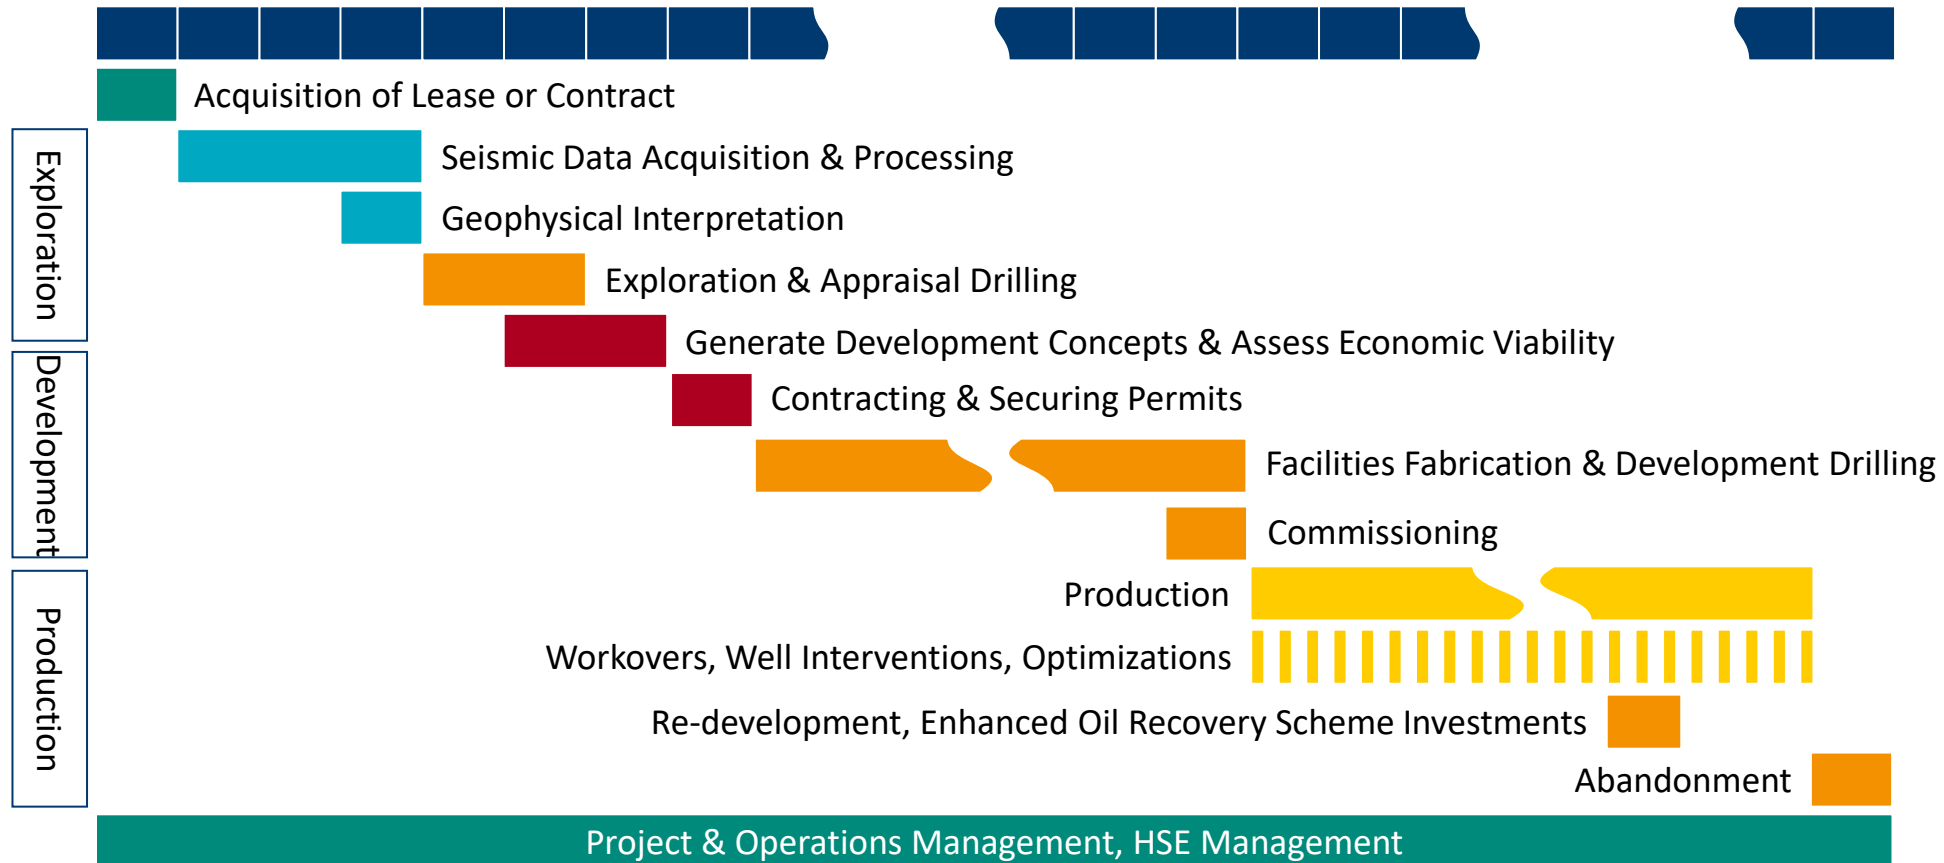 Acquisition of Lease or Contract
Exploration
Seismic Data Acquisition & Processing
Geophysical Interpretation
Exploration & Appraisal Drilling
Generate Development Concepts & Assess Economic Viability
Development
Contracting & Securing Permits
Facilities Fabrication & Development Drilling
Commissioning
Production
Production
Workovers, Well Interventions, Optimizations
Re-development, Enhanced Oil Recovery Scheme Investments
Abandonment
Project & Operations Management, HSE Management